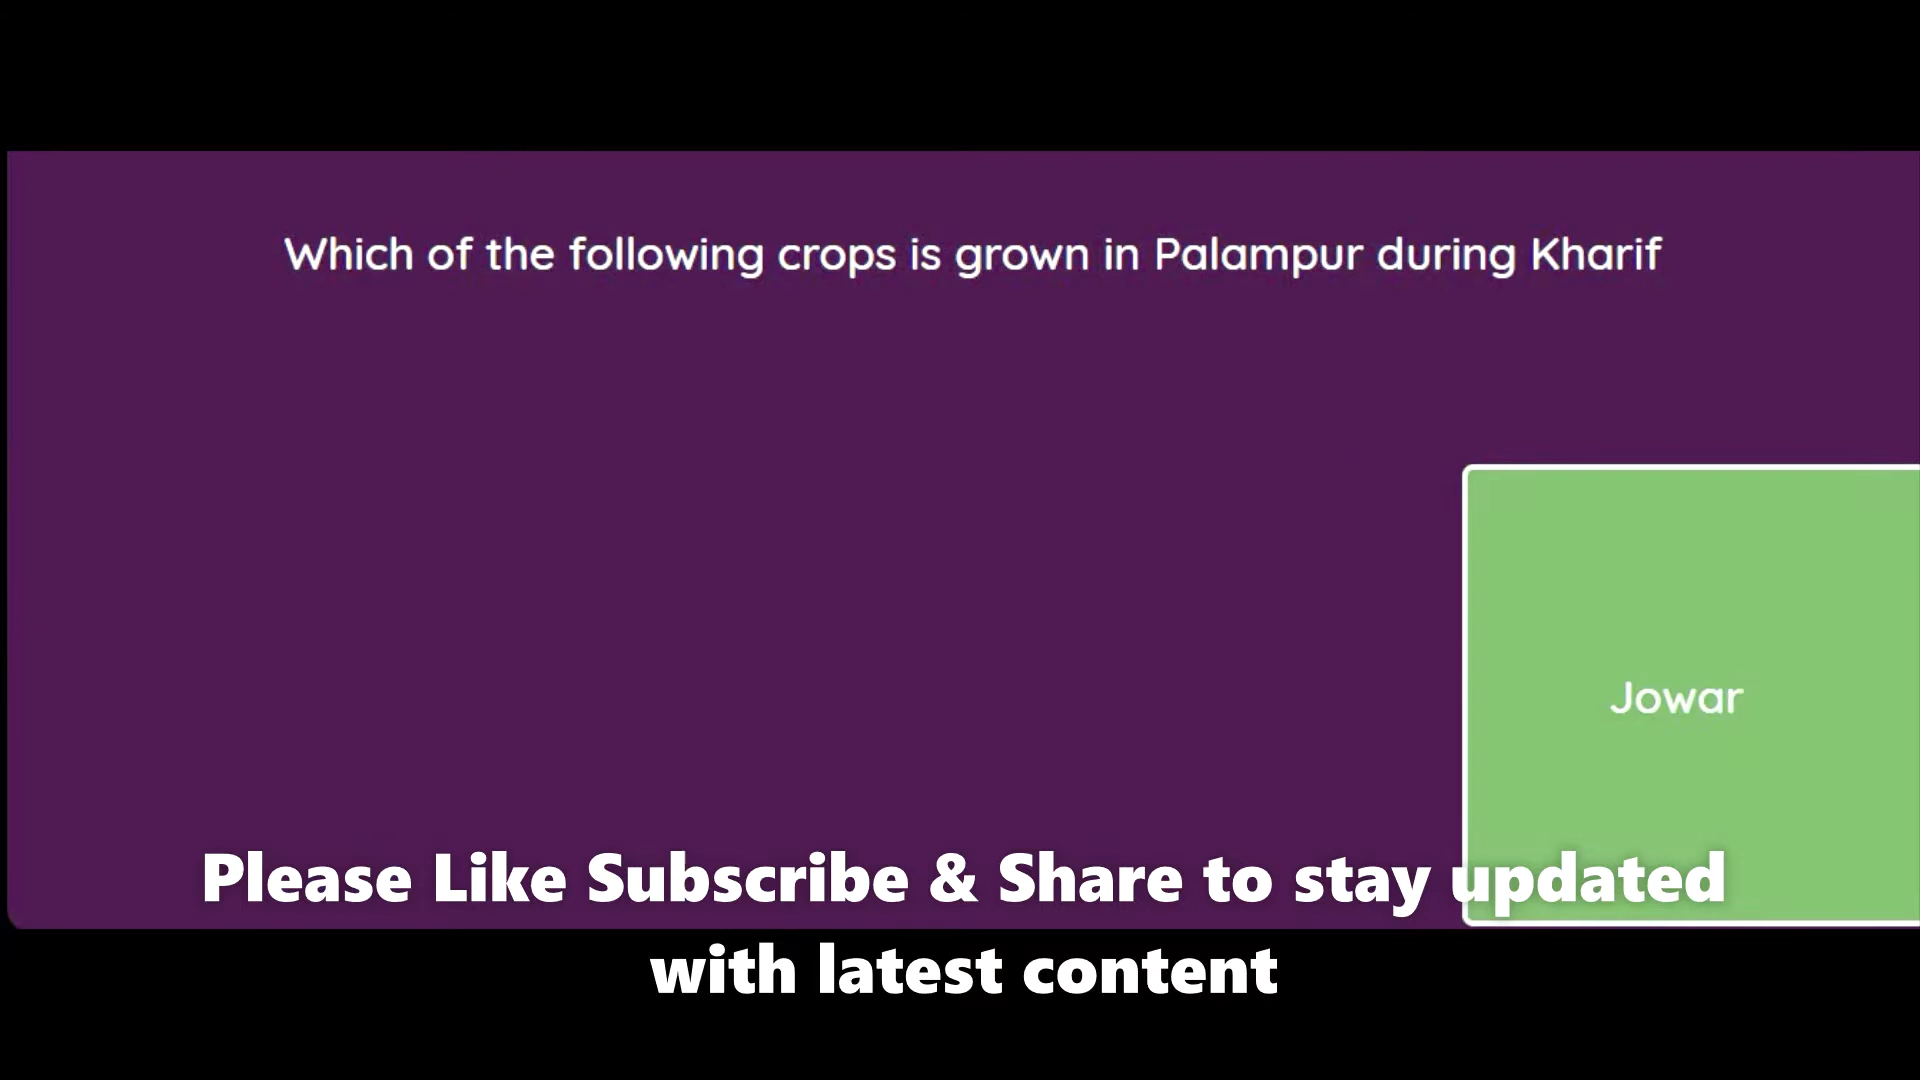 Which of the following crops is grown in Palampur during Kharif
Jowar
Please Like Subscribe & Share to stay updated
with latest content